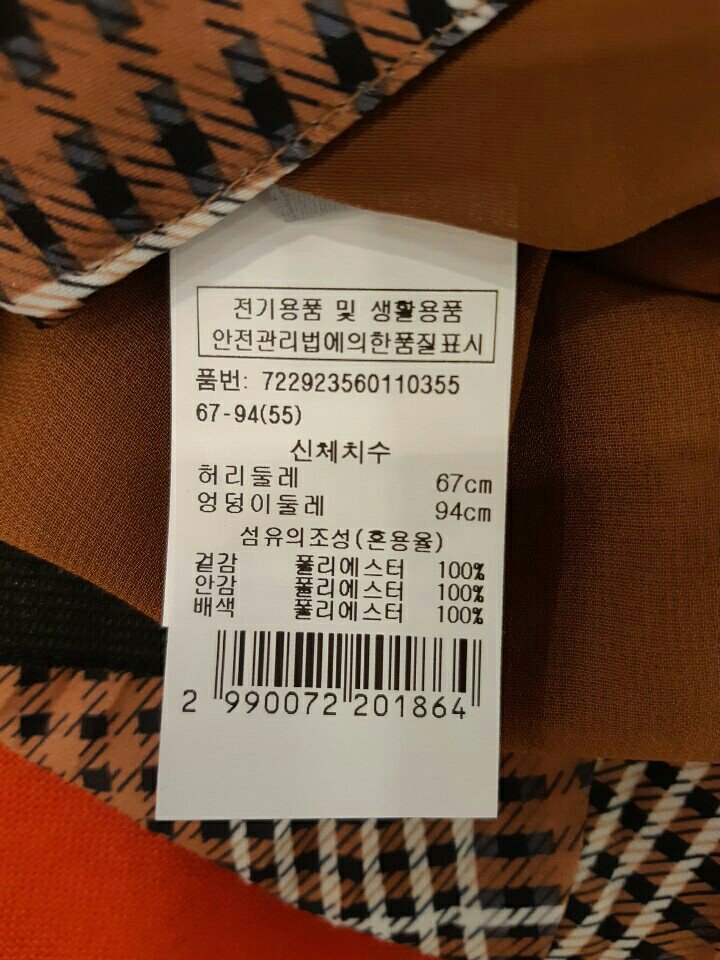 전기용품 및 생활용품
안전관리법에의한품질표시
품번: 722923560110355
67-94(55)
신체치수
허리둘레 67cm
엉덩이둘레 94cm
섬유의조성(혼용율)
겉감 폴리에스터 100%
안감 폴리에스터 100%
배색 폴리에스터 100%
2 990072 201864